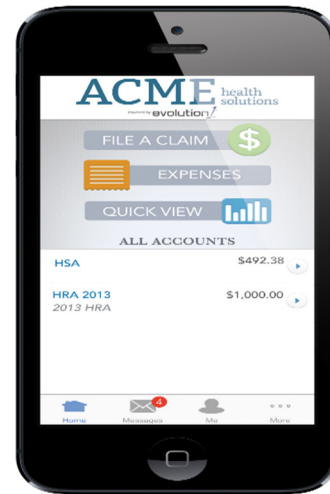 ACME health solutions
powered by evolution1
FILE A CLAIM
$
EXPENSES
QUICK VIEW
ALL ACCOUNTS
HSA $492.38
HRA 2013 $1,000.00
2013 HRA
4
Home Messages Me More